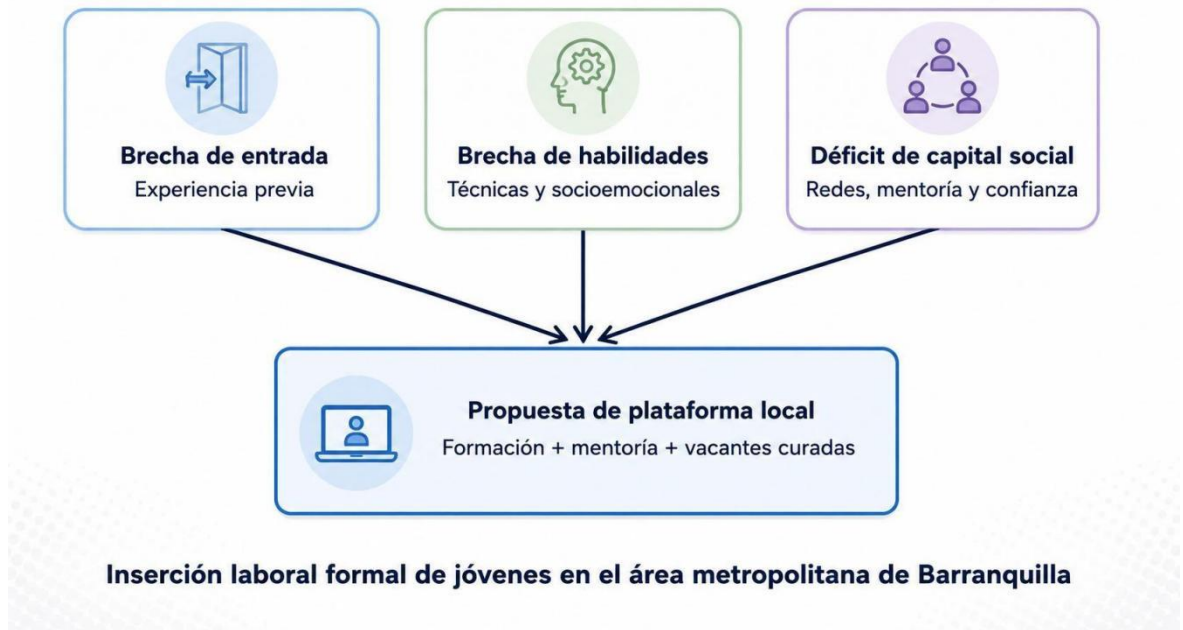 Brecha de entrada
Experiencia previa
Brecha de habilidades
Técnicas y socioemocionales
Déficit de capital social
Redes, mentoría y confianza
Propuesta de plataforma local
Formación + mentoría + vacantes curadas
Inserción laboral formal de jóvenes en el área metropolitana de Barranquilla